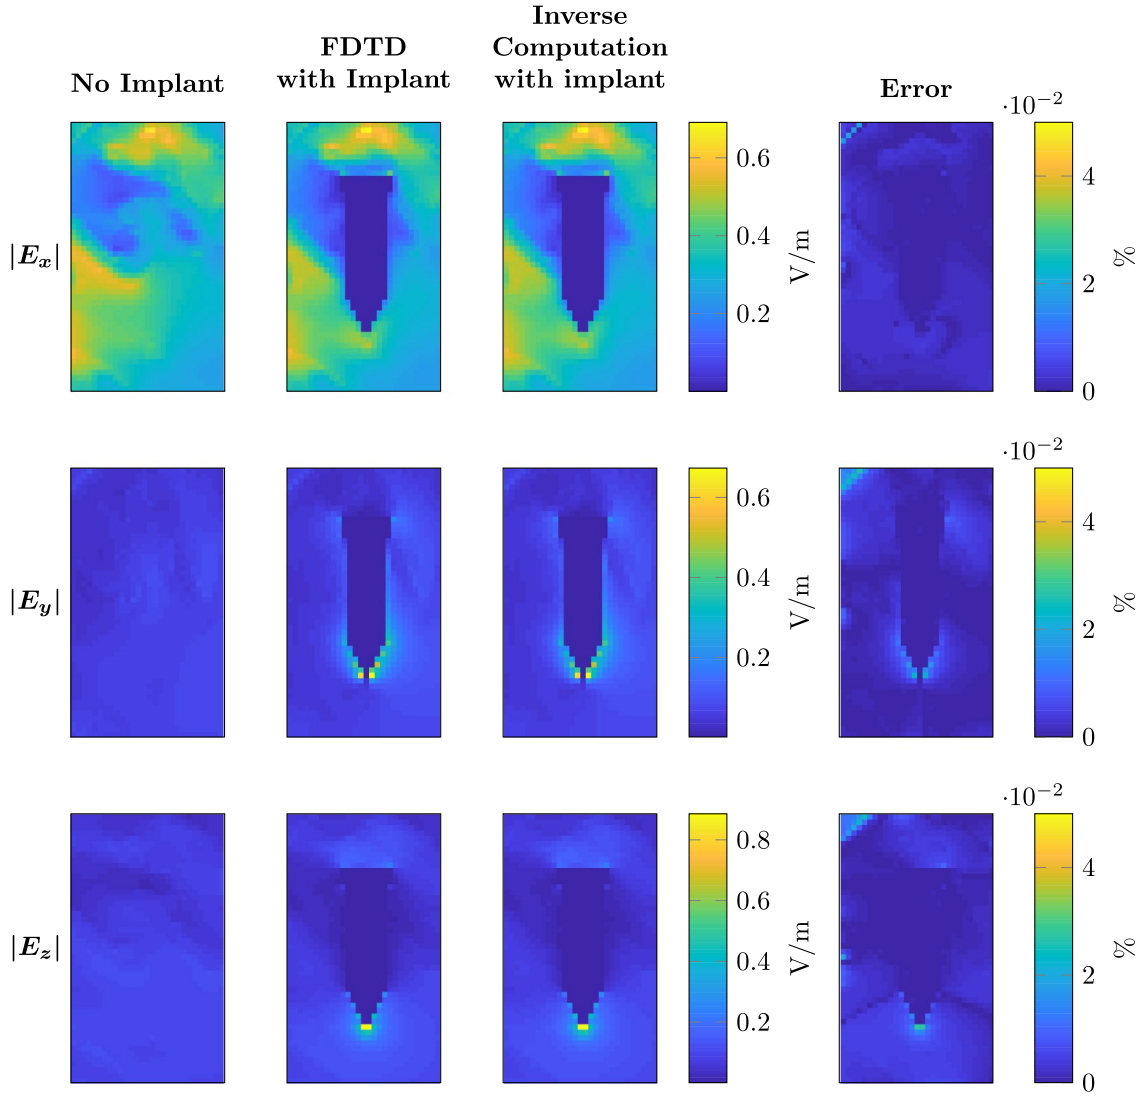 No Implant
FDTD
with Implant
Inverse
Computation
with implant
Error
·10−2
|Ex|
0.6
0.4
0.2
V/m
4
2
0
%
·10−2
|Ey|
0.6
0.4
0.2
V/m
4
2
0
%
·10−2
|Ez|
0.8
0.6
0.4
0.2
V/m
4
2
0
%